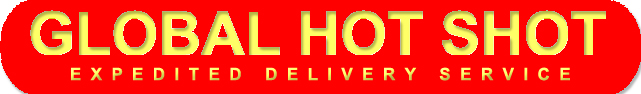 GLOBAL HOT SHOT
EXPEDITED DELIVERY SERVICE